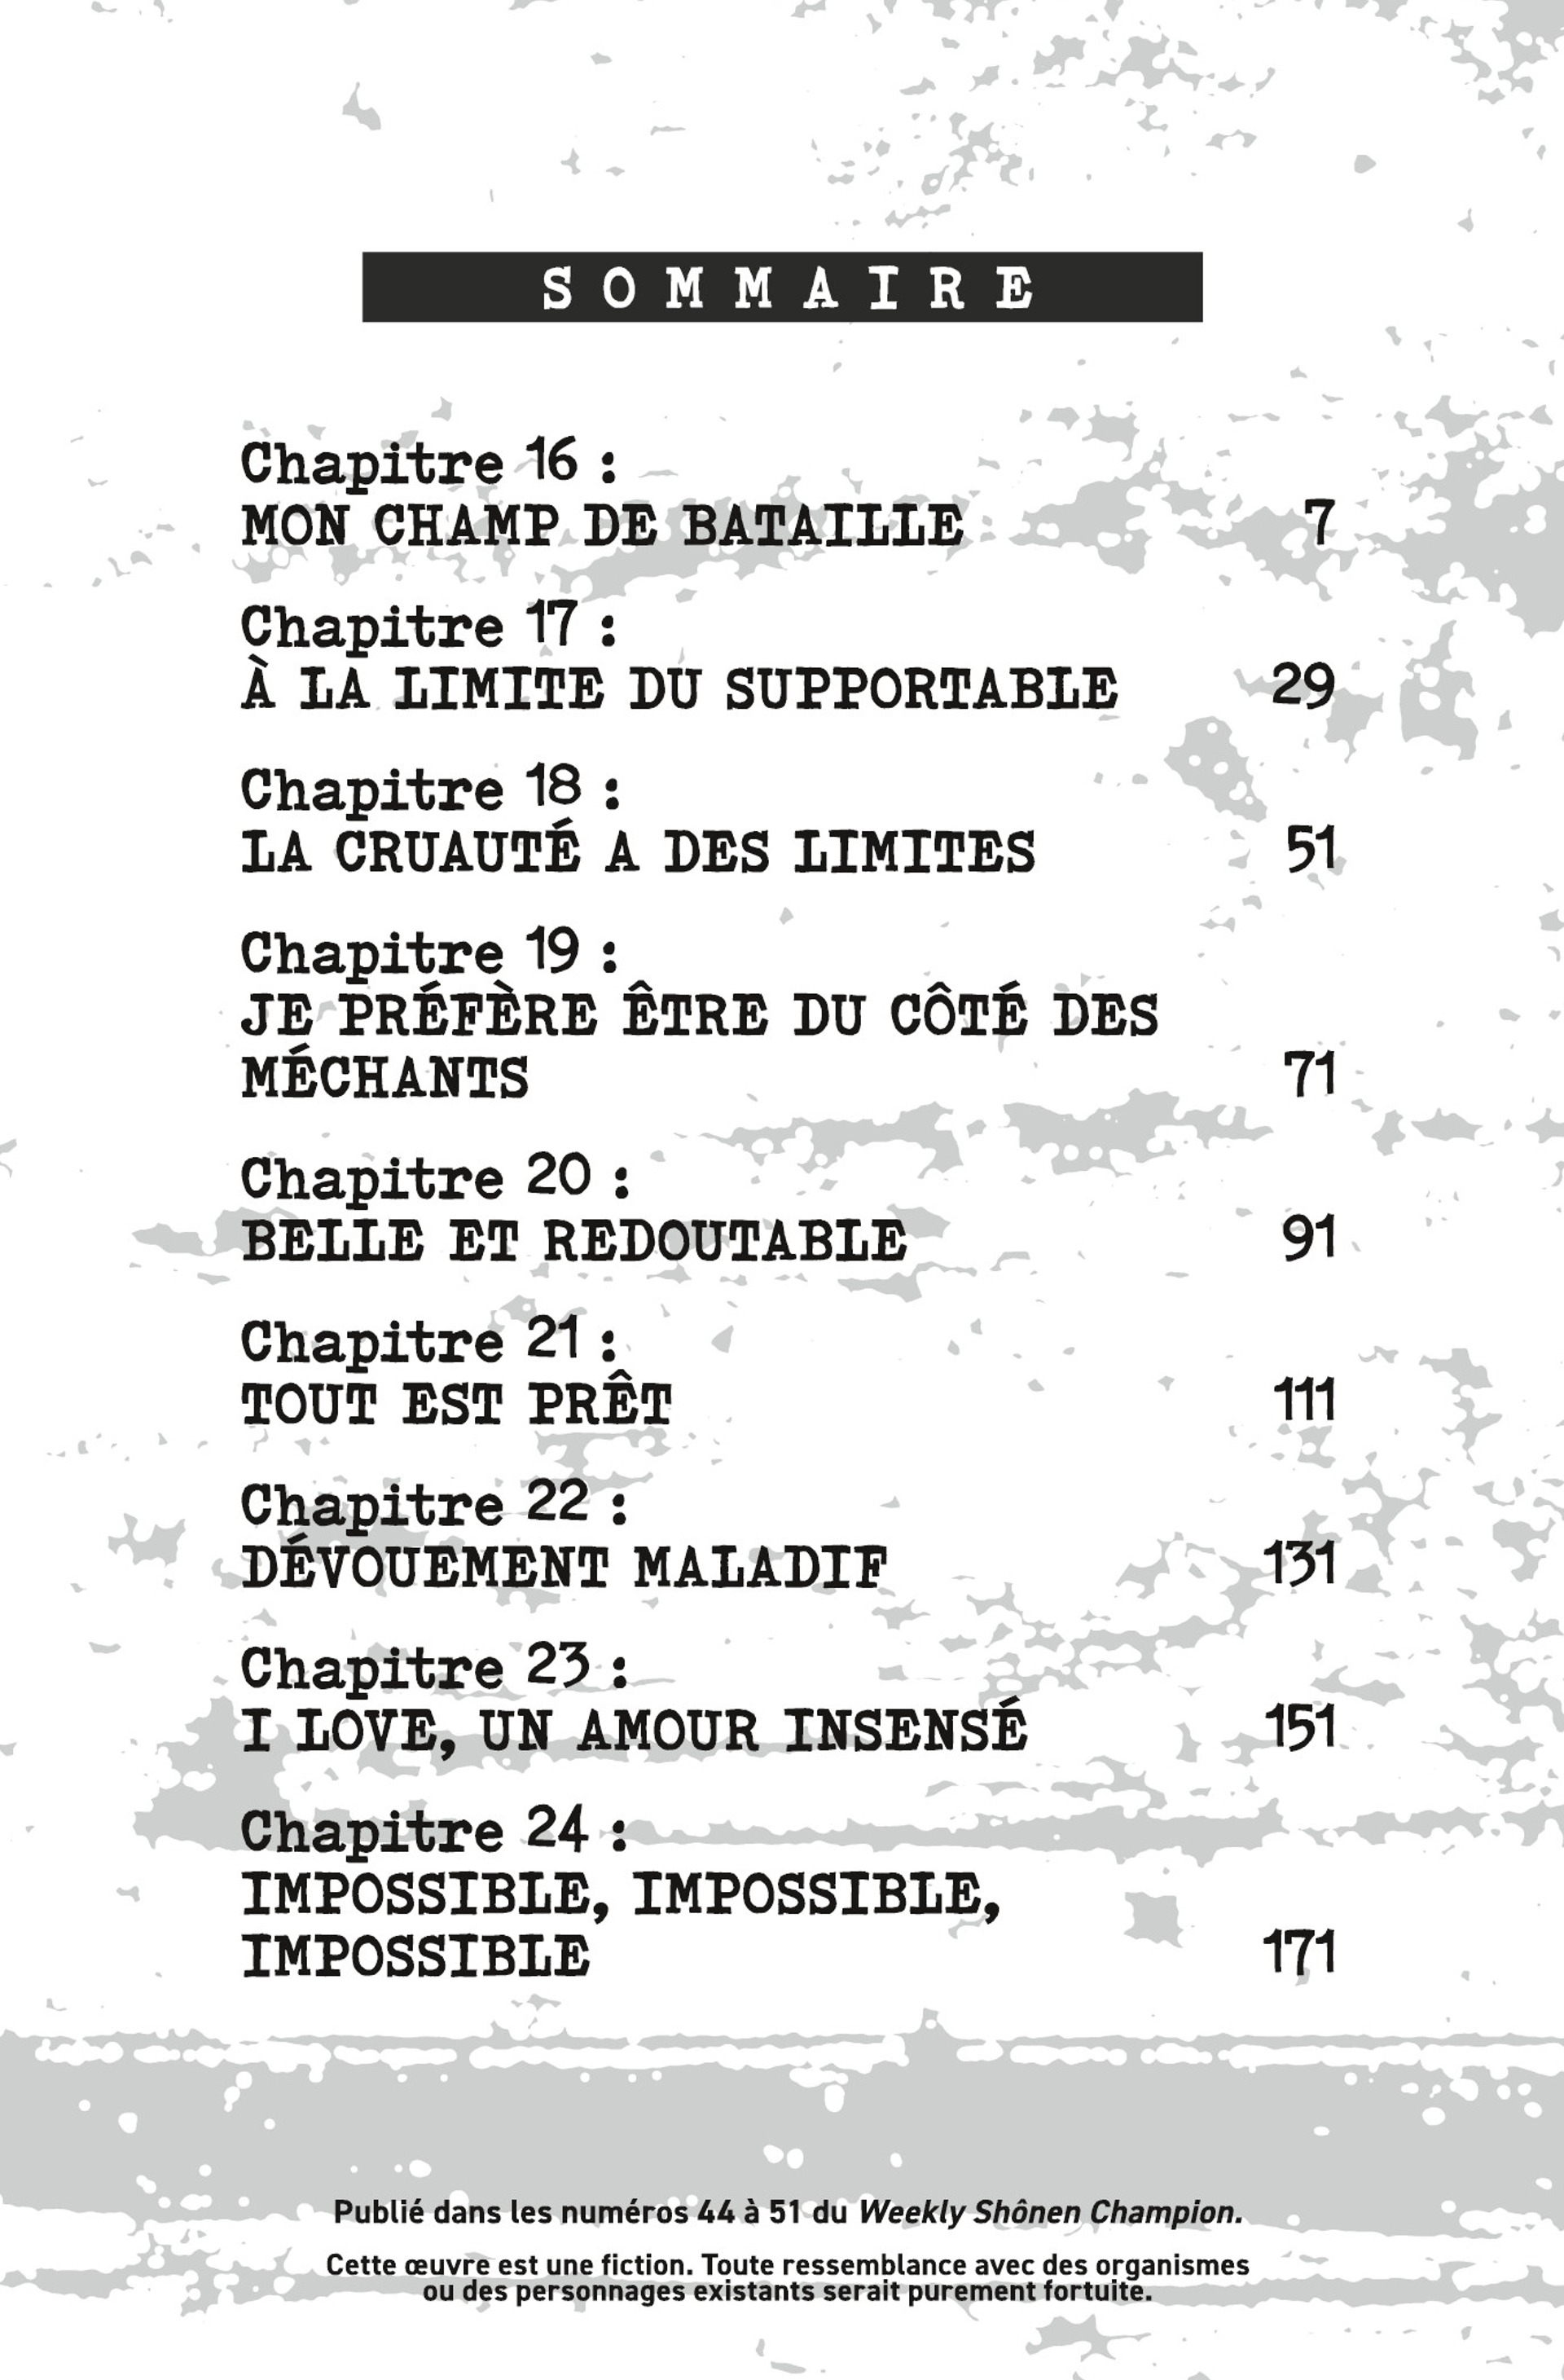 SOMMAIRE
Chapitre 16 :
MON CHAMP DE BATAILLE 7
Chapitre 17 :
À LA LIMITE DU SUPPORTABLE 29
Chapitre 18 :
LA CRUAUTÉ A DES LIMITES 51
Chapitre 19 :
JE PRÉFÈRE ÊTRE DU CÔTÉ DES
MÉCHANTS 71
Chapitre 20 :
BELLE ET REDOUTABLE 91
Chapitre 21 :
TOUT EST PRÊT 111
Chapitre 22 :
DÉVOUEMENT MALADIF 131
Chapitre 23 :
I LOVE, UN AMOUR INSENSÉ 151
Chapitre 24 :
IMPOSSIBLE, IMPOSSIBLE,
IMPOSSIBLE 171
Publié dans les numéros 44 à 51 du Weekly Shônen Champion.
Cette œuvre est une fiction. Toute ressemblance avec des organismes
ou des personnages existants serait purement fortuite.